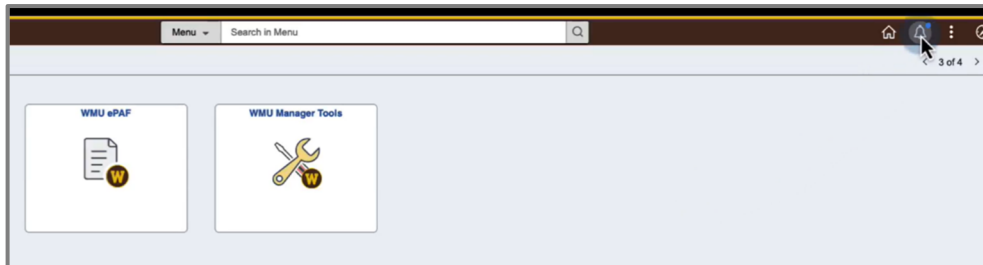 Menu Search in Menu
3 of 4
WMU ePAF WMU Manager Tools
W W